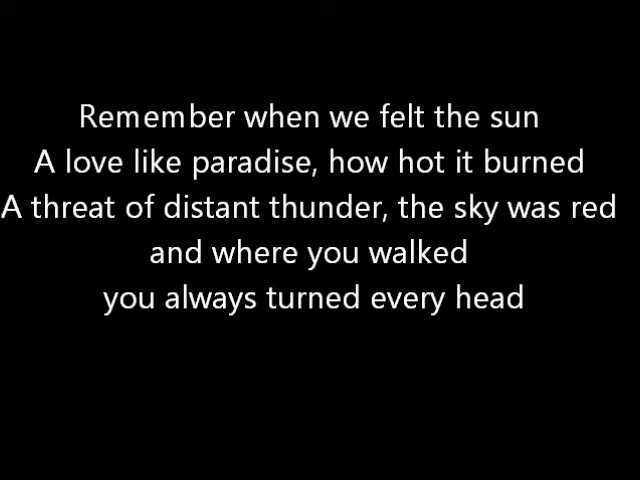 Remember when we felt the sun
A love like paradise, how hot it burned
A threat of distant thunder, the sky was red
and where you walked
you always turned every head